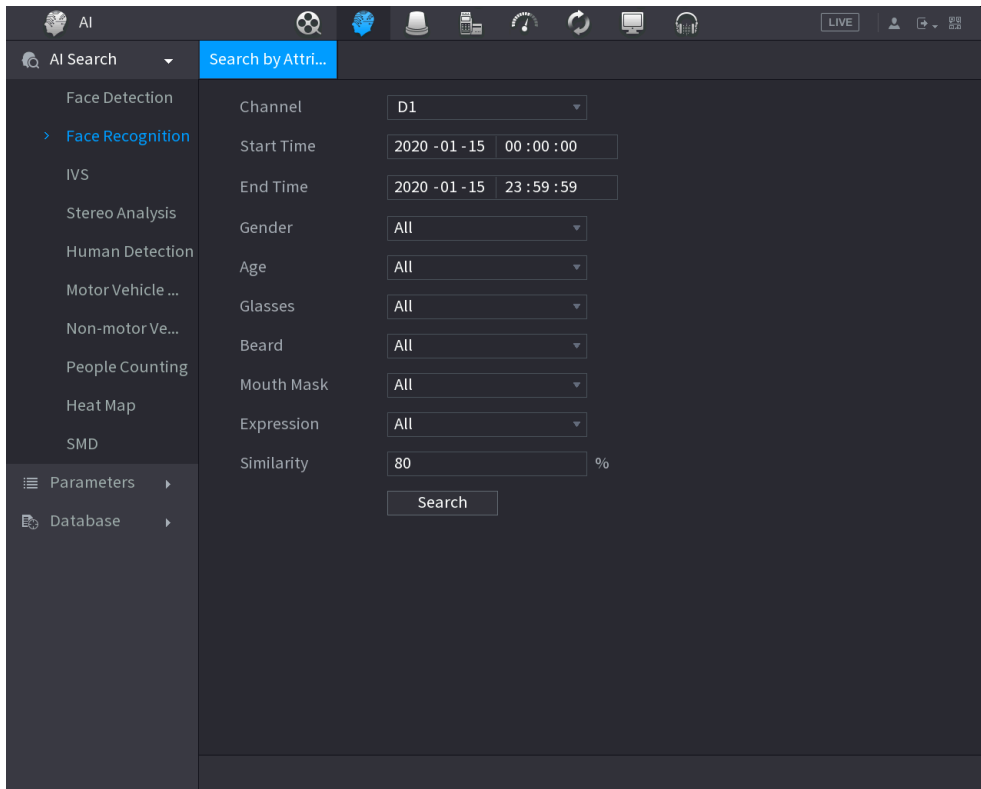 AI
LIVE
AI Search
Search by Attri...
Face Detection
Face Recognition
IVS
Stereo Analysis
Human Detection
Motor Vehicle ...
Non-motor Ve...
People Counting
Heat Map
SMD
Parameters
Database
Channel D1
Start Time 2020 -01 -15 00 :00 :00
End Time 2020 -01 -15 23 :59 :59
Gender All
Age All
Glasses All
Beard All
Mouth Mask All
Expression All
Similarity 80 %
Search